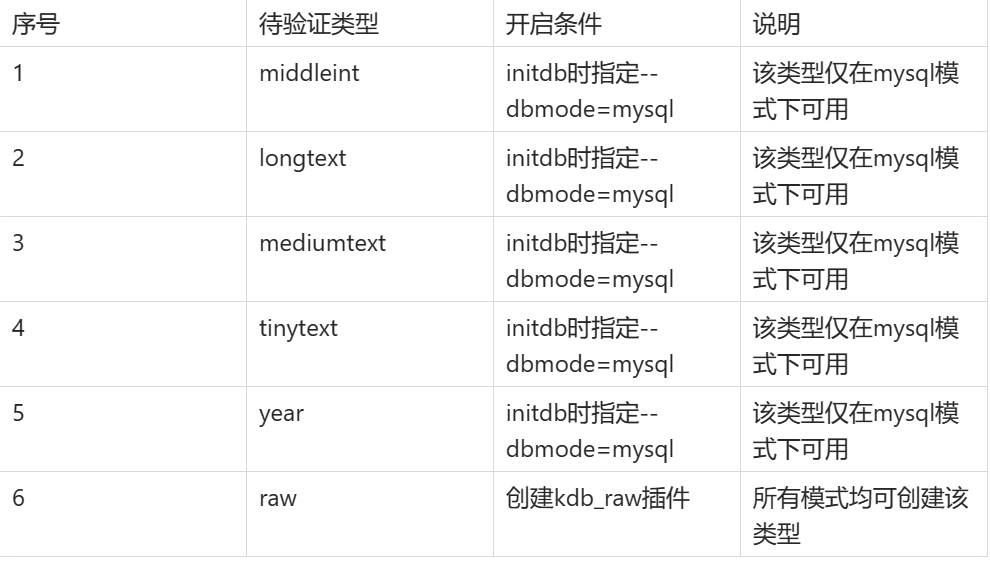 序号 待验证类型 开启条件 说明
1 middleint initdb时指定-- 该类型仅在mysql模
dbmode=mysql 式下可用
2 longtext initdb时指定-- 该类型仅在mysql模
dbmode=mysql 式下可用
3 mediumtext initdb时指定-- 该类型仅在mysql模
dbmode=mysql 式下可用
4 tinytext initdb时指定-- 该类型仅在mysql模
dbmode=mysql 式下可用
5 year initdb时指定-- 该类型仅在mysql模
dbmode=mysql 式下可用
6 raw 创建kdb_raw插件 所有模式均可创建该
类型